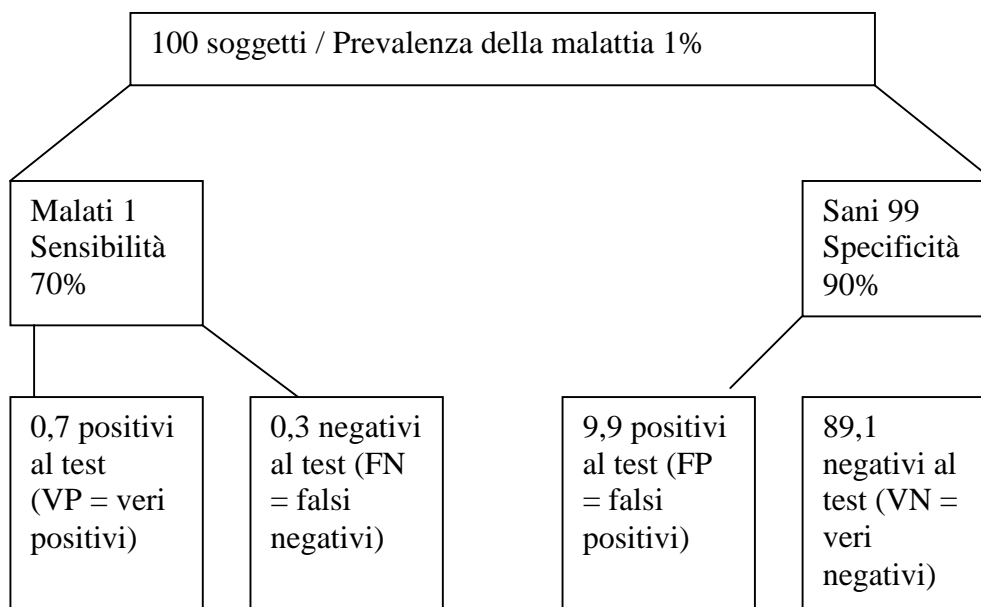 100 soggetti / Prevalenza della malattia 1%
Malati 1
Sensibilità
70%
Sani 99
Specificità
90%
0,7 positivi
al test
(VP = veri
positivi)
0,3 negativi
al test (FN
= falsi
negativi)
9,9 positivi
al test (FP
= falsi
positivi)
89,1
negativi al
test (VN =
veri
negativi)